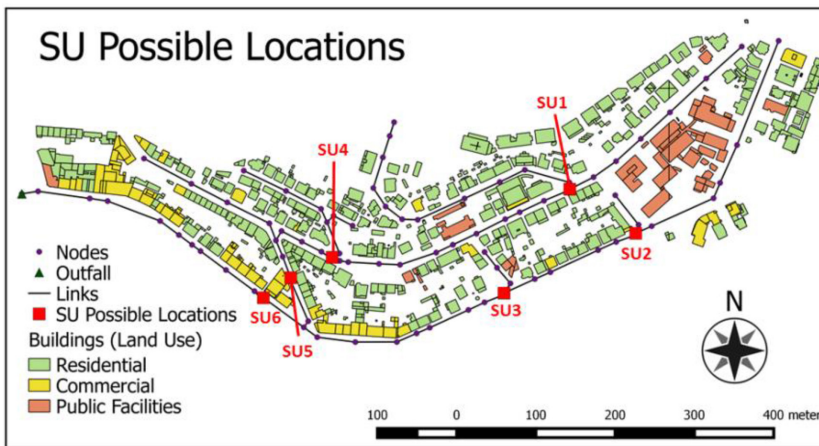 SU Possible Locations
SU1
SU4
SU2
SU3
SU6
SU5
Nodes
Outfall
Links
SU Possible Locations
Buildings (Land Use)
Residential
Commercial
Public Facilities
N
100 0 100 200 300 400 meter